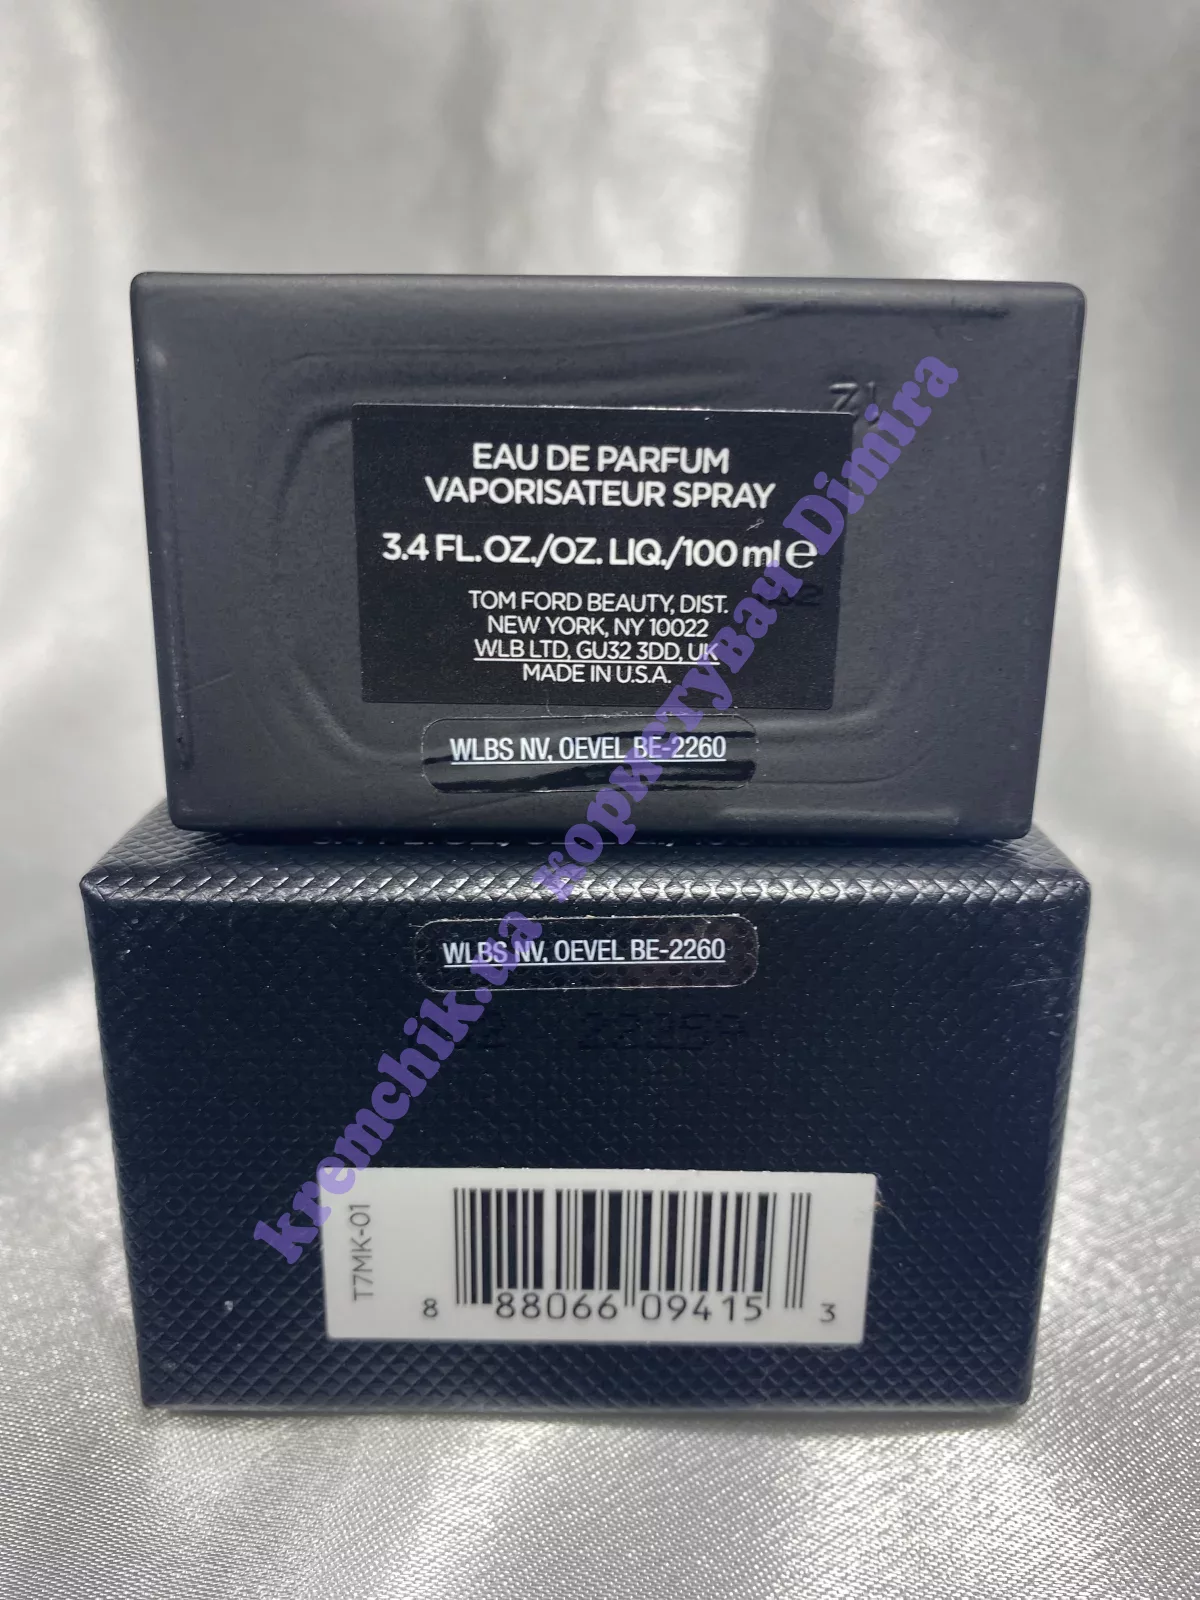 ZJ
EAU DE PARFUM
VAPORISATEUR SPRAY
3.4 FL.OZ./OZ. LIQ./100 ml e
TOM FORD BEAUTY, DIST.
NEW YORK, NY 10022
WLB LTD, GU32 3DD, UK
MADE IN U.S.A.
WLBS NV, OEVEL BE-2260
WLBS NV, OEVEL BE-2260
T7MK-01
8 88066 09415 3
kremchik.ua користувач Dimira